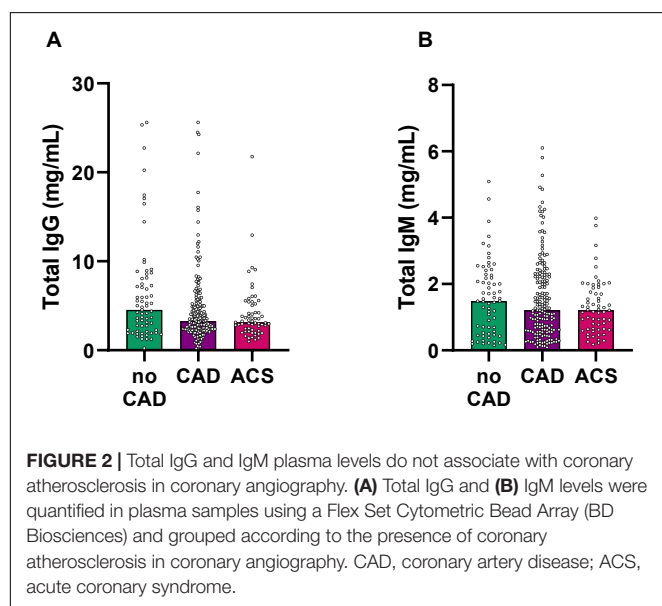 A
B
30
20
10
0
Total IgG (mg/mL)
no
CAD
CAD
ACS
8
6
4
2
0
Total IgM (mg/mL)
no
CAD
CAD
ACS
FIGURE 2 | Total IgG and IgM plasma levels do not associate with coronary
atherosclerosis in coronary angiography. (A) Total IgG and (B) IgM levels were
quantified in plasma samples using a Flex Set Cytometric Bead Array (BD
Biosciences) and grouped according to the presence of coronary
atherosclerosis in coronary angiography. CAD, coronary artery disease; ACS,
acute coronary syndrome.